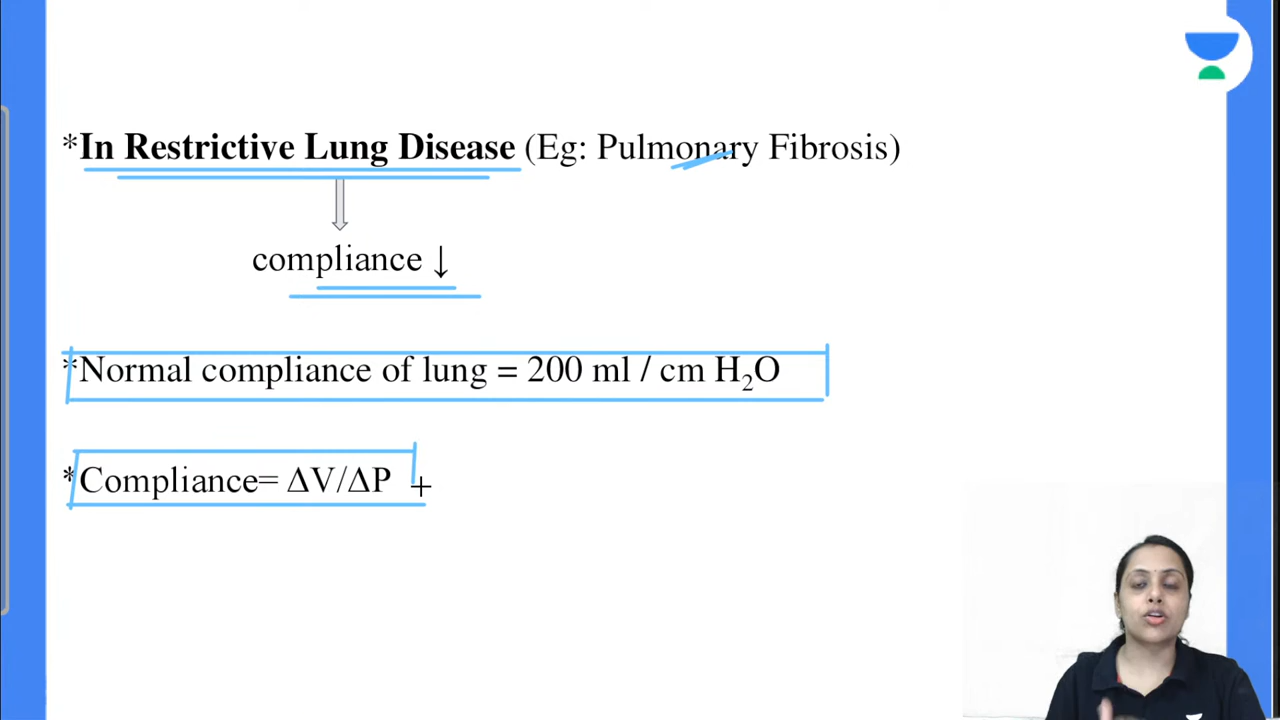 *In Restrictive Lung Disease (Eg: Pulmonary Fibrosis)
compliance ↓
*Normal compliance of lung = 200 ml / cm H₂O
*Compliance= ΔV/ΔP